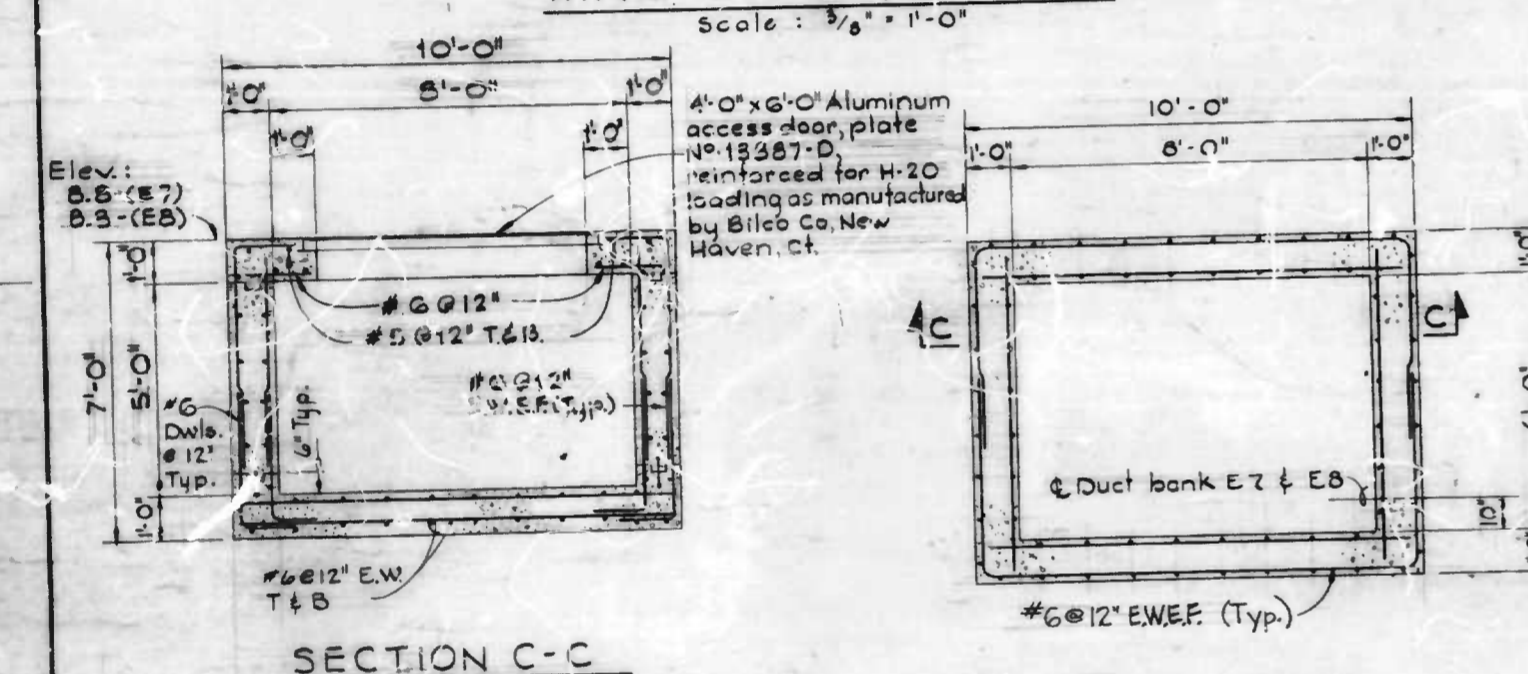 Scale : 3/8" = 1'-0"
10'-0"
1'-0"
8'-0"
1'-0"
1'-0"
1'-0"
4'-0" x 6'-0" Aluminum
access door, plate
Nº 13387-D,
reinforced for H-20
loading as manufactured
by Bilco Co, New
Haven, Ct.
Elev.:
8.8-(E7)
8.3-(E8)
1'-0"
5'-0"
7'-0"
1'-0"
#6 @ 12"
#5 @ 12" T.&B.
#6
Dwls.
@ 12"
Typ.
6" Typ.
#6 @ 12"
E.F. (Typ.)
#6@12" E.W.
T & B
SECTION C-C
10'-0"
1'-0"
8'-0"
1'-0"
1'-0"
C
C
℄ Duct bank E7 & E8
10"
#6@12" E.W.E.F. (Typ.)